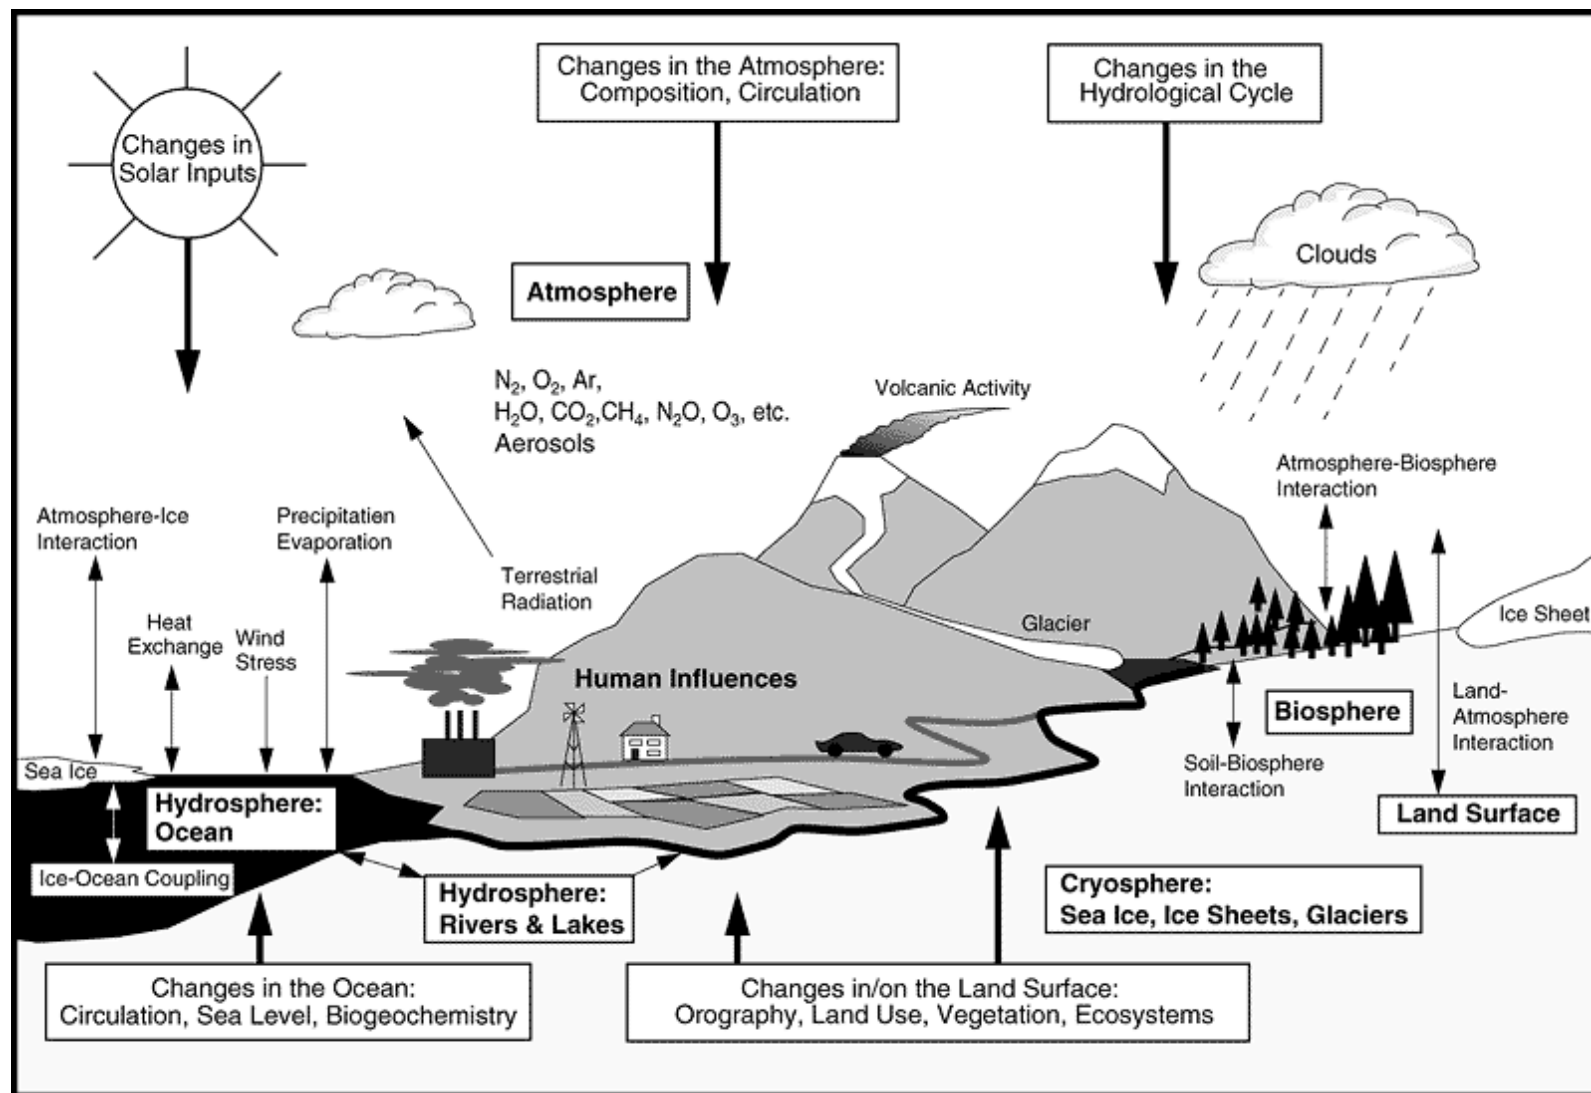 Changes in the Atmosphere:
Composition, Circulation
Changes in the
Hydrological Cycle
Changes in
Solar Inputs
Clouds
Atmosphere
N₂, O₂, Ar,
H₂O, CO₂,CH₄, N₂O, O₃, etc.
Aerosols
Volcanic Activity
Atmosphere-Biosphere
Interaction
Atmosphere-Ice
Interaction
Precipitation
Evaporation
Terrestrial
Radiation
Heat
Exchange
Wind
Stress
Glacier
Ice Sheet
Human Influences
Biosphere
Land-
Atmosphere
Interaction
Soil-Biosphere
Interaction
Sea Ice
Hydrosphere:
Ocean
Land Surface
Ice-Ocean Coupling
Hydrosphere:
Rivers & Lakes
Cryosphere:
Sea Ice, Ice Sheets, Glaciers
Changes in the Ocean:
Circulation, Sea Level, Biogeochemistry
Changes in/on the Land Surface:
Orography, Land Use, Vegetation, Ecosystems